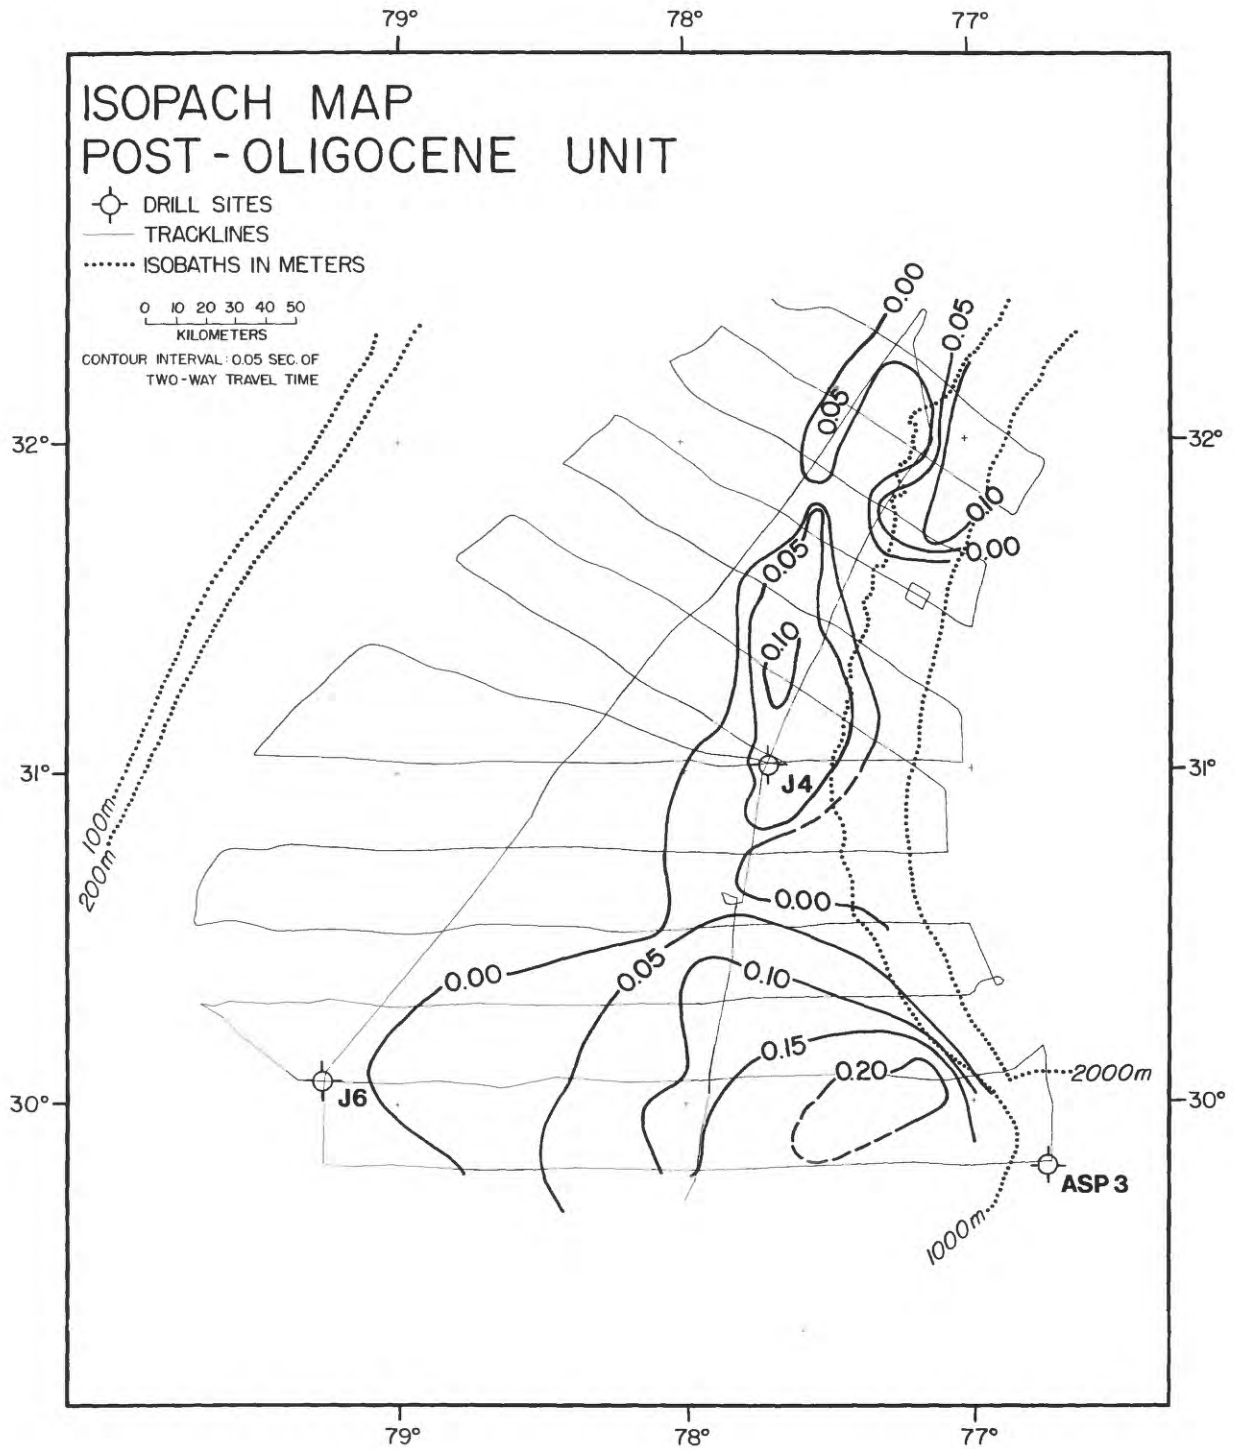 79° 78° 77°
ISOPACH MAP
POST-OLIGOCENE UNIT
DRILL SITES
TRACKLINES
ISOBATHS IN METERS
0 10 20 30 40 50
KILOMETERS
CONTOUR INTERVAL: 0.05 SEC. OF
TWO-WAY TRAVEL TIME
0.00
0.05
0.05
32° 32°
0.10
0.00
0.05
0.10
31° 31°
J4
100m
200m
0.00
0.05
0.00
0.10
0.15
0.20
2000m
J6
30° 30°
ASP 3
1000m
79° 78° 77°